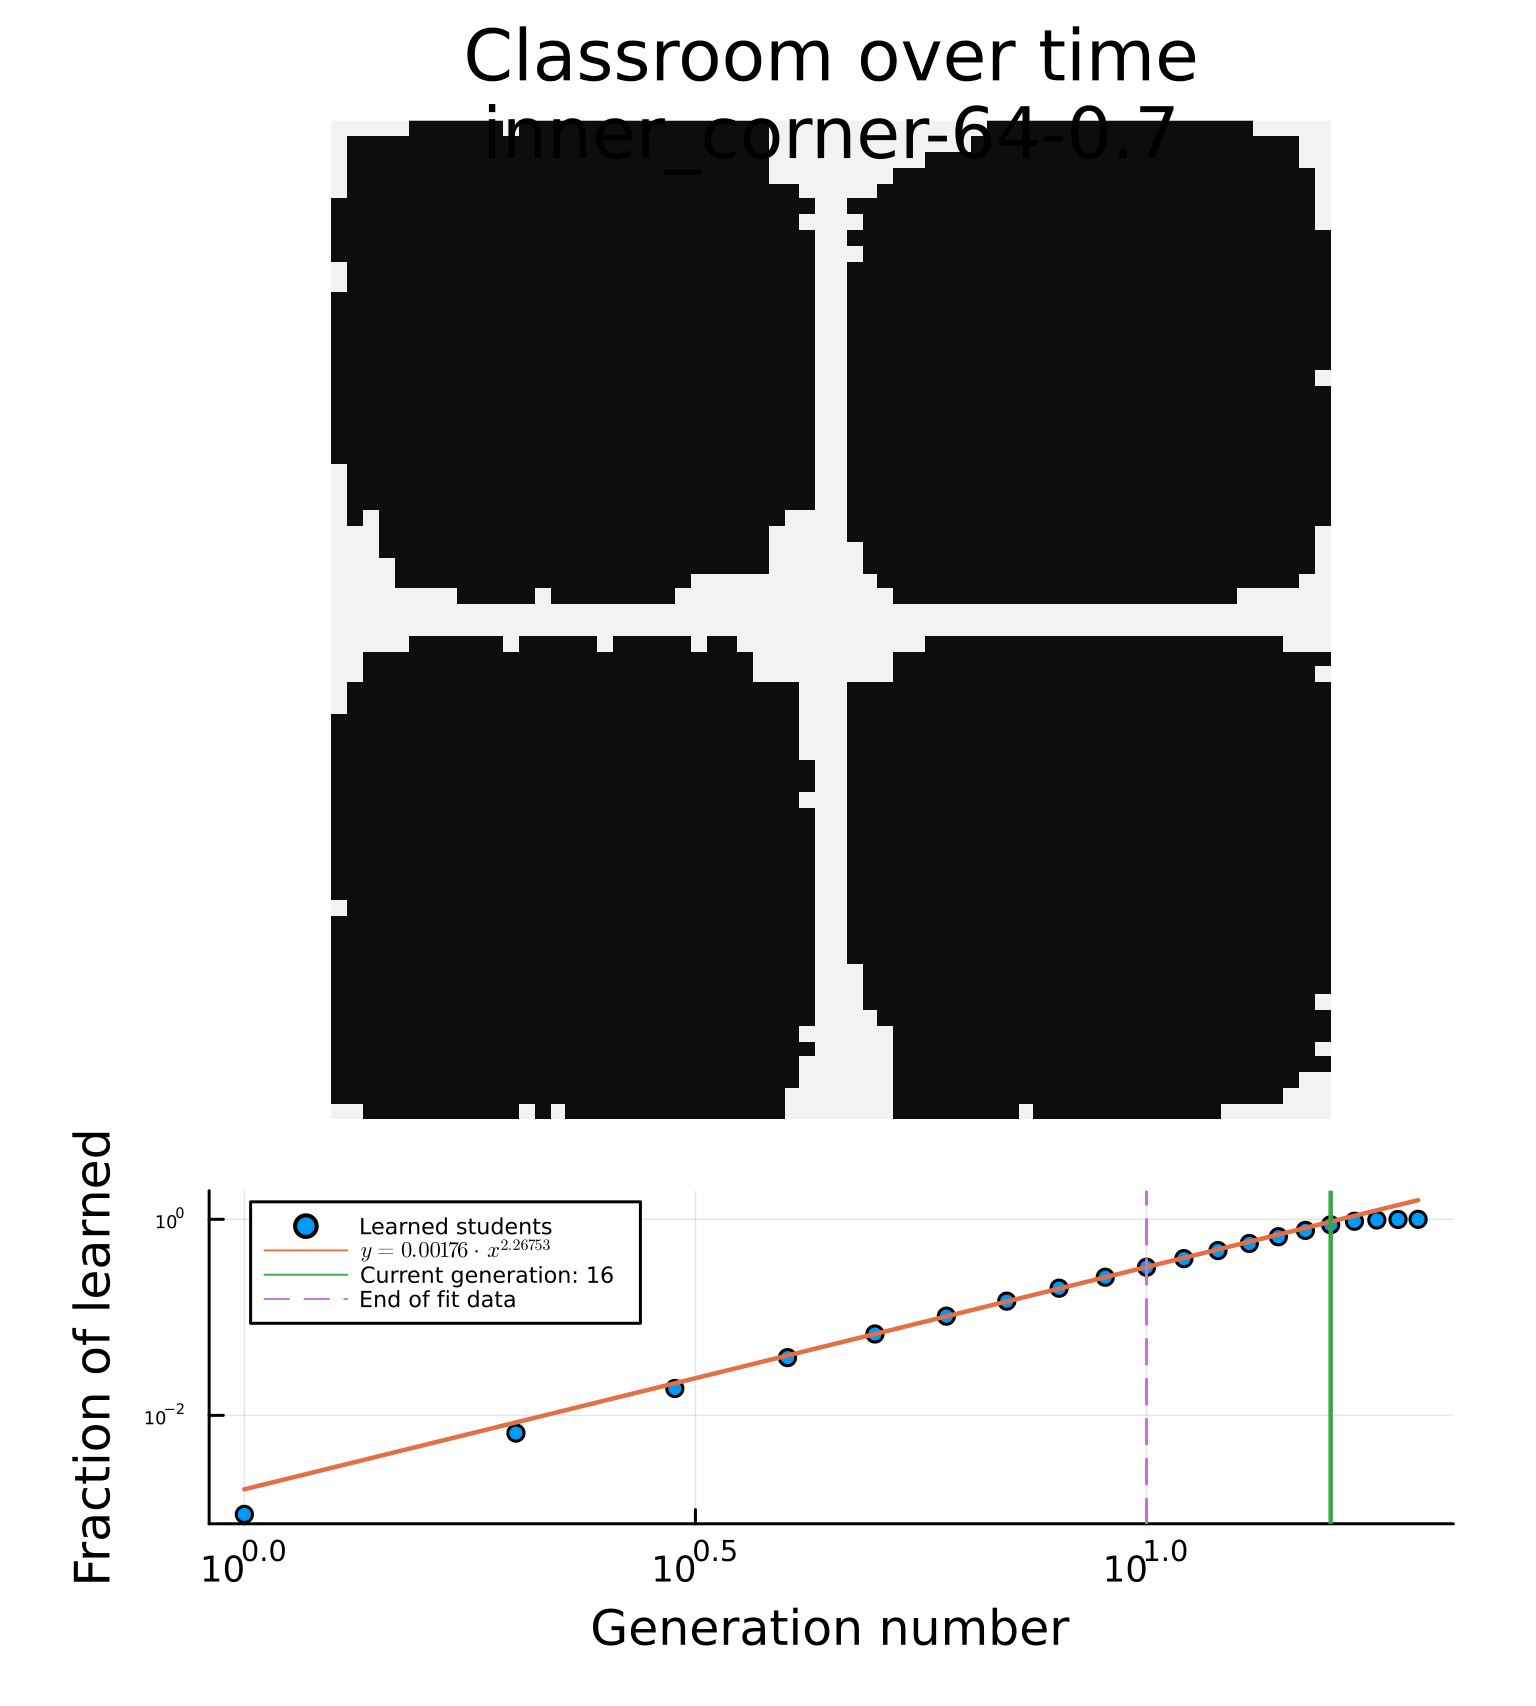 Classroom over time
inner_corner-64-0.7
Fraction of learned
10^0
10^−2
Learned students
y = 0.00176 · x^2.26753
Current generation: 16
End of fit data
10^0.0
10^0.5
10^1.0
Generation number